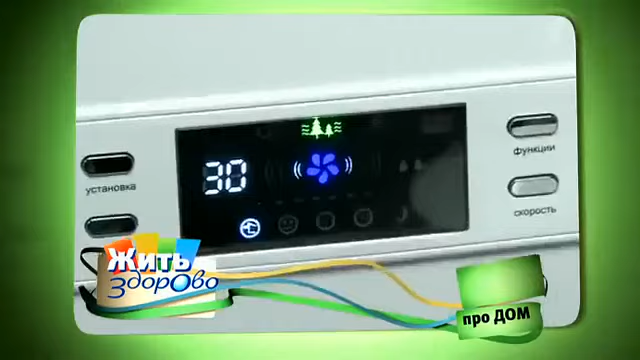 30
установка
функции
скорость
Жить
здорово
про ДОМ